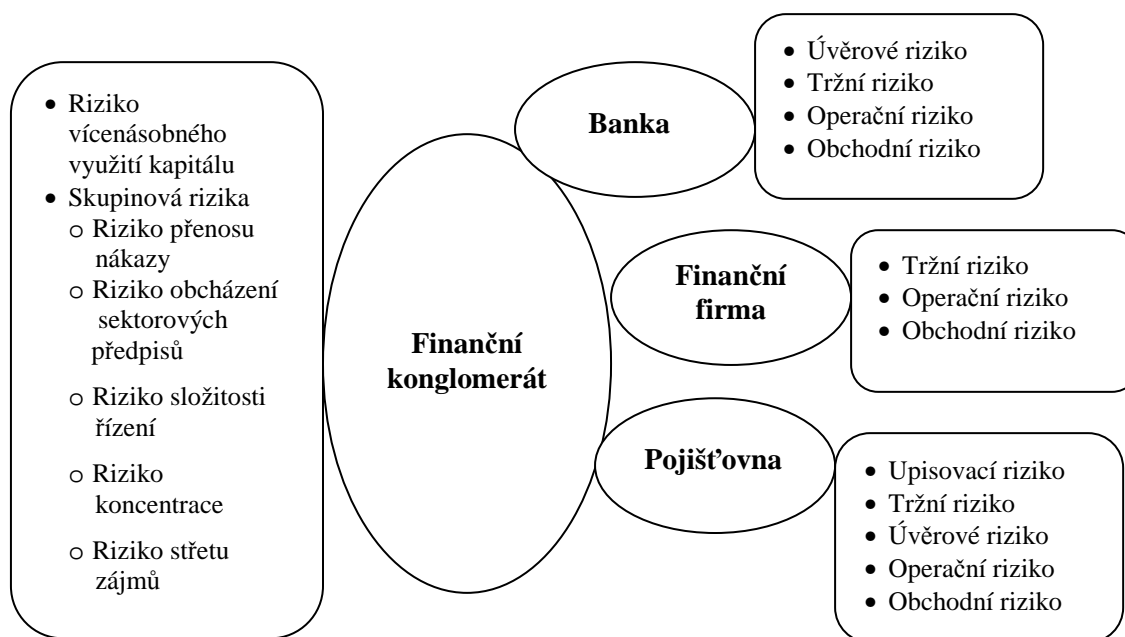 • Riziko
vícenásobného
využití kapitálu
• Skupinová rizika
o Riziko přenosu
nákazy
o Riziko obcházení
sektorových
předpisů
o Riziko složitosti
řízení
o Riziko
koncentrace
o Riziko střetu
zájmů
Finanční
konglomerát
Banka
• Úvěrové riziko
• Tržní riziko
• Operační riziko
• Obchodní riziko
Finanční
firma
• Tržní riziko
• Operační riziko
• Obchodní riziko
Pojišťovna
• Upisovací riziko
• Tržní riziko
• Úvěrové riziko
• Operační riziko
• Obchodní riziko